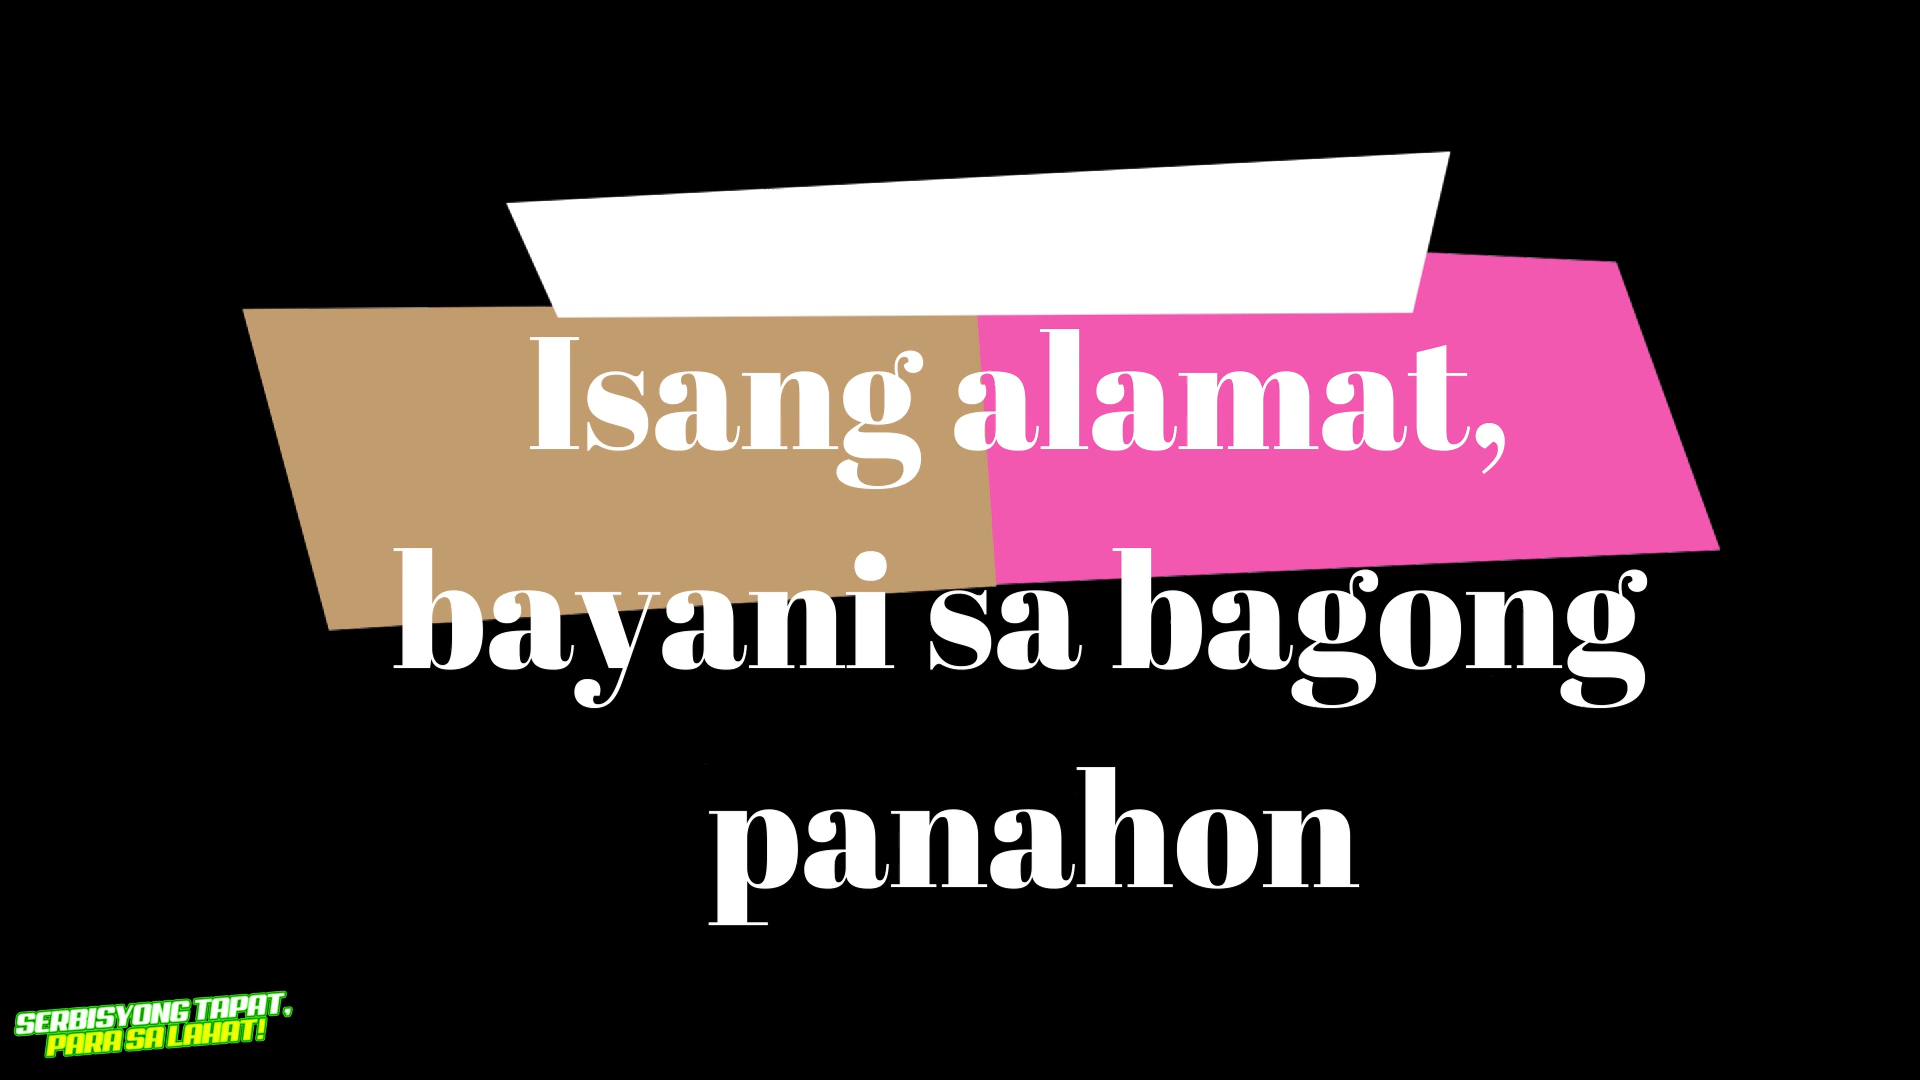 Isang alamat,
bayani sa bagong
panahon
SERBISYONG TAPAT,
PARA SA LAHAT!